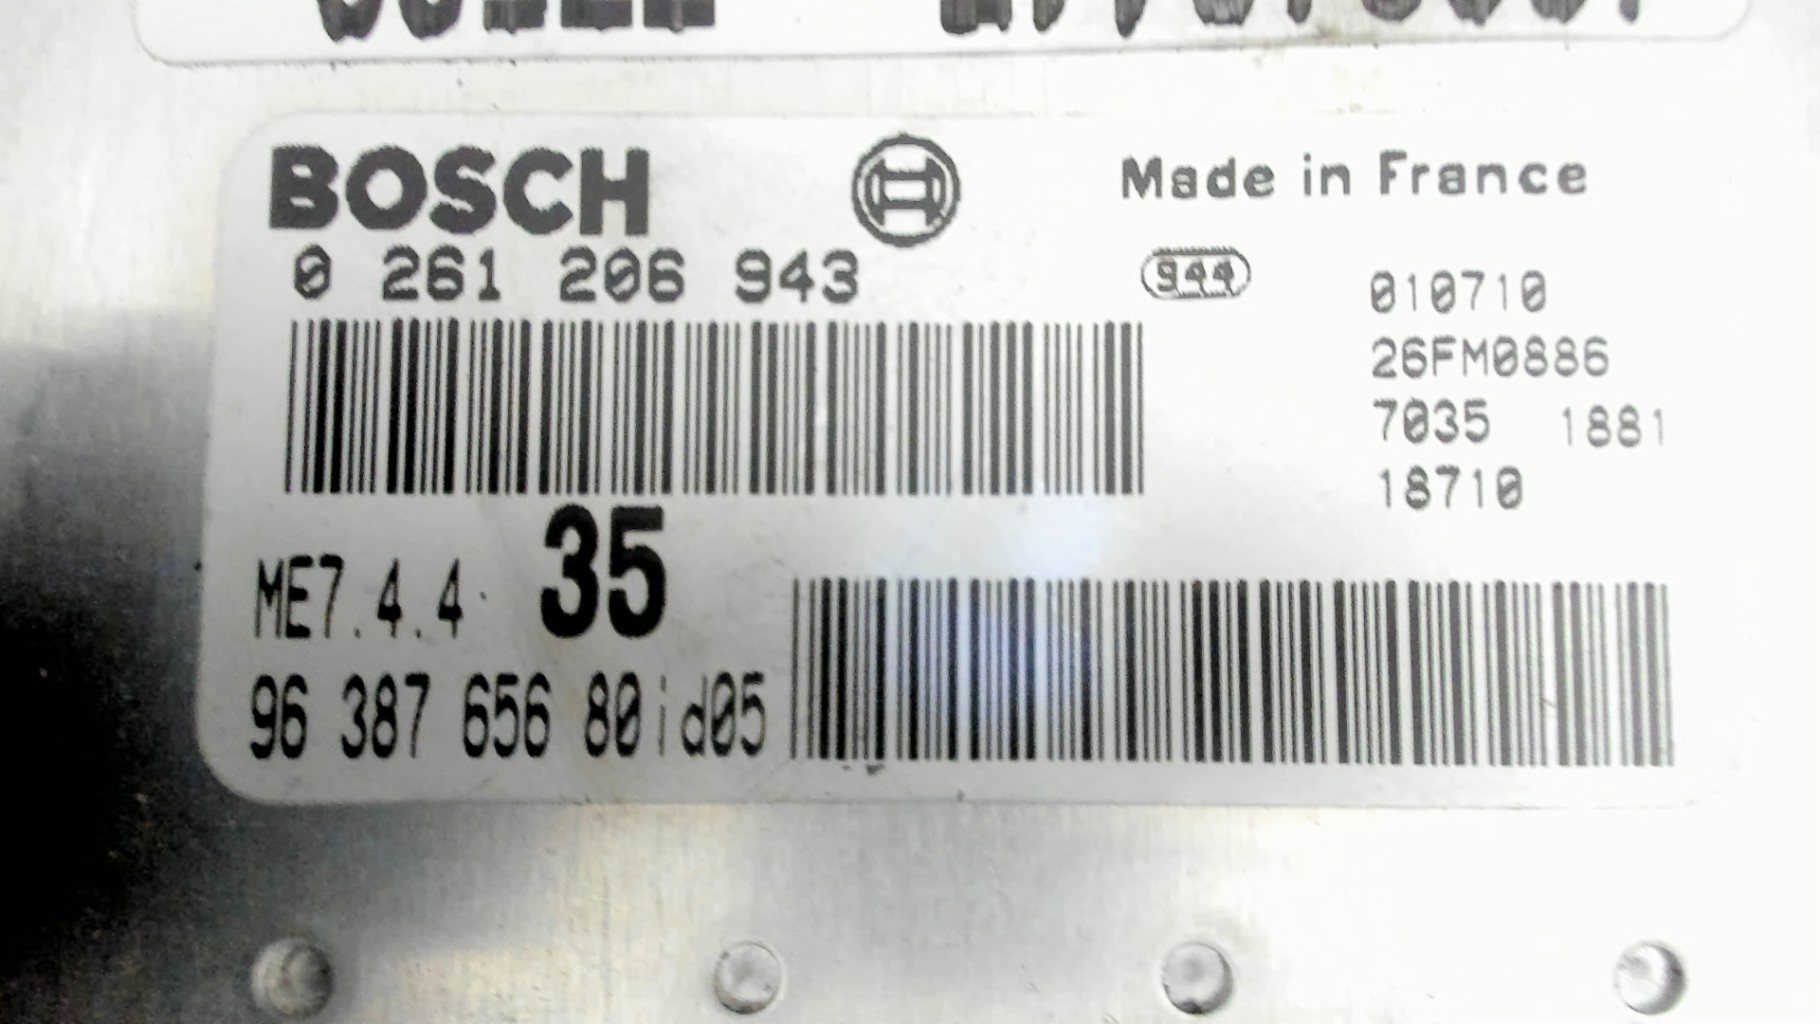 BOSCH
Made in France
0 261 206 943
944
010710
26FM0886
7035 1881
18710
ME7.4.4 35
96 387 656 80id05